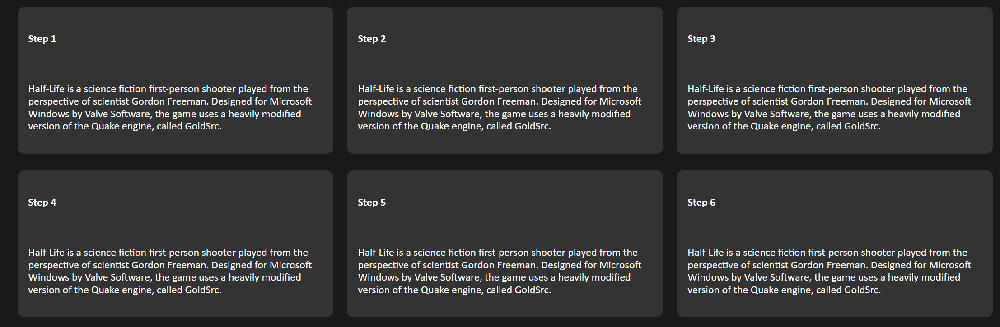 Step 1
Half-Life is a science fiction first-person shooter played from the
perspective of scientist Gordon Freeman. Designed for Microsoft
Windows by Valve Software, the game uses a heavily modified
version of the Quake engine, called GoldSrc.
Step 2
Half-Life is a science fiction first-person shooter played from the
perspective of scientist Gordon Freeman. Designed for Microsoft
Windows by Valve Software, the game uses a heavily modified
version of the Quake engine, called GoldSrc.
Step 3
Half-Life is a science fiction first-person shooter played from the
perspective of scientist Gordon Freeman. Designed for Microsoft
Windows by Valve Software, the game uses a heavily modified
version of the Quake engine, called GoldSrc.
Step 4
Half-Life is a science fiction first-person shooter played from the
perspective of scientist Gordon Freeman. Designed for Microsoft
Windows by Valve Software, the game uses a heavily modified
version of the Quake engine, called GoldSrc.
Step 5
Half-Life is a science fiction first-person shooter played from the
perspective of scientist Gordon Freeman. Designed for Microsoft
Windows by Valve Software, the game uses a heavily modified
version of the Quake engine, called GoldSrc.
Step 6
Half-Life is a science fiction first-person shooter played from the
perspective of scientist Gordon Freeman. Designed for Microsoft
Windows by Valve Software, the game uses a heavily modified
version of the Quake engine, called GoldSrc.